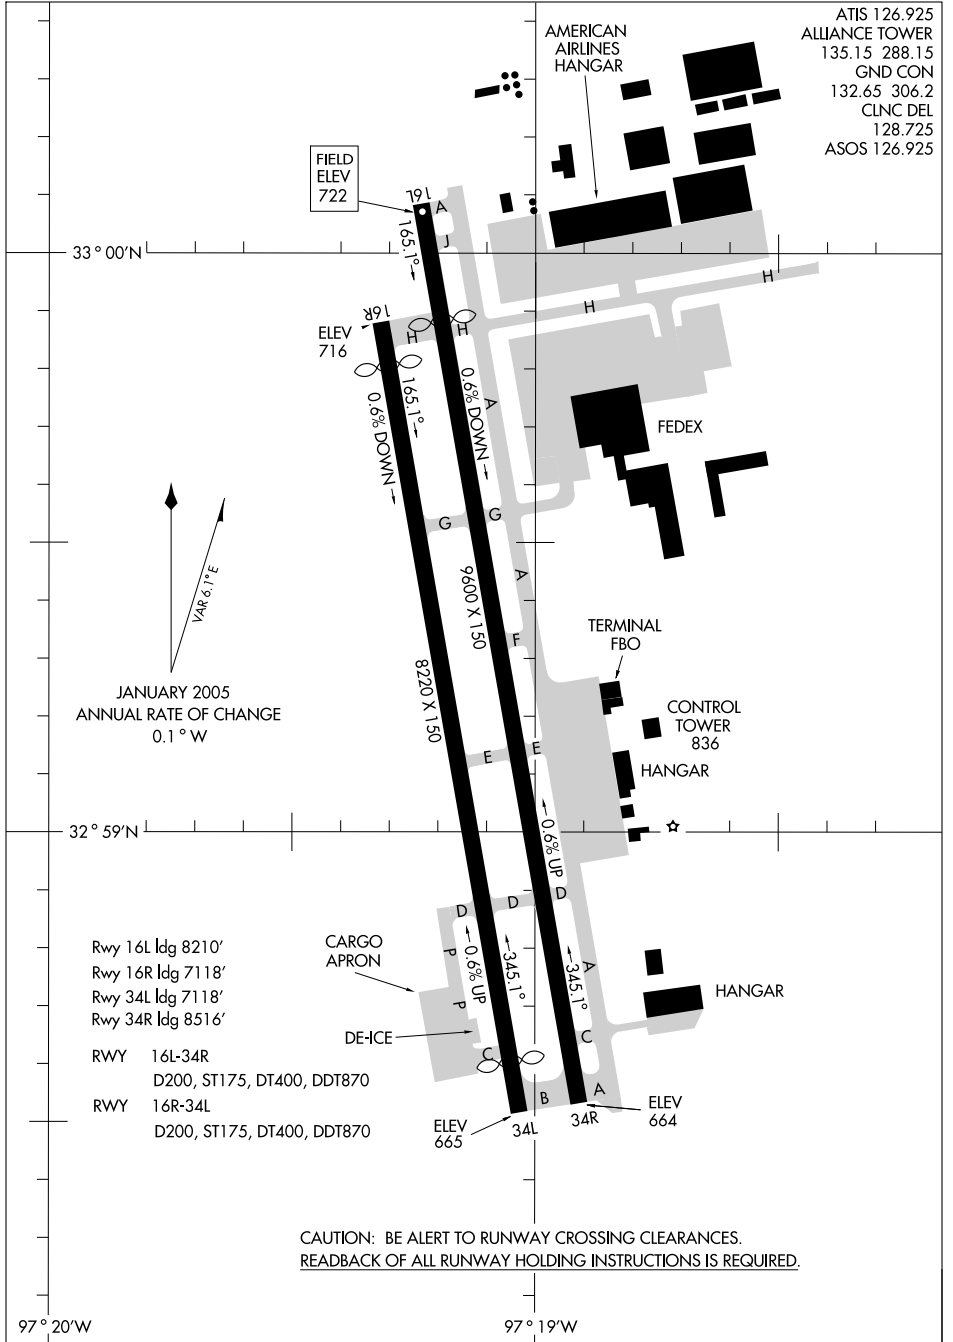 ATIS 126.925
ALLIANCE TOWER
135.15 288.15
GND CON
132.65 306.2
CLNC DEL
128.725
ASOS 126.925
AMERICAN
AIRLINES
HANGAR
FIELD
ELEV
722
16L
A
J
165.1°
33°00'N
H
H
16R
ELEV
716
H
H
165.1°
0.6% DOWN
0.6% DOWN
A
FEDEX
G
G
VAR 6.1°E
A
9600 X 150
F
TERMINAL
FBO
8220 X 150
JANUARY 2005
ANNUAL RATE OF CHANGE
0.1°W
CONTROL
TOWER
836
E
E
HANGAR
32°59'N
0.6% UP
D
D
D
Rwy 16L ldg 8210'
Rwy 16R ldg 7118'
Rwy 34L ldg 7118'
Rwy 34R ldg 8516'
CARGO
APRON
P
P
0.6% UP
345.1°
345.1°
A
HANGAR
DE-ICE
C
C
RWY 16L-34R
D200, ST175, DT400, DDT870
RWY 16R-34L
D200, ST175, DT400, DDT870
B
A
ELEV
665
34L
34R
ELEV
664
CAUTION: BE ALERT TO RUNWAY CROSSING CLEARANCES.
READBACK OF ALL RUNWAY HOLDING INSTRUCTIONS IS REQUIRED.
97°20'W
97°19'W